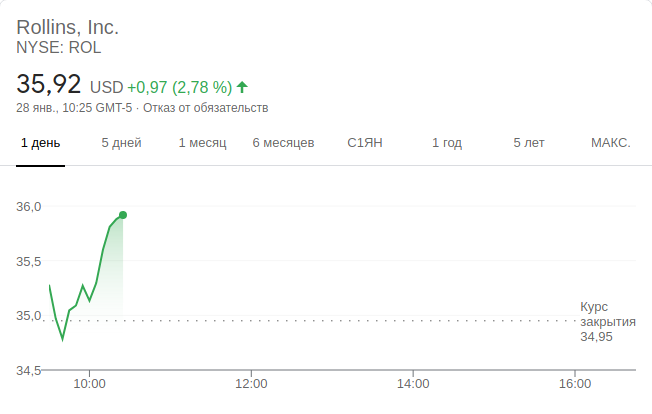 Rollins, Inc.
NYSE: ROL
35,92 USD +0,97 (2,78 %)
28 янв., 10:25 GMT-5 · Отказ от обязательств
1 день 5 дней 1 месяц 6 месяцев С1ЯН 1 год 5 лет МАКС.
36,0
35,5
35,0
34,5
Курс
закрытия
34,95
10:00 12:00 14:00 16:00